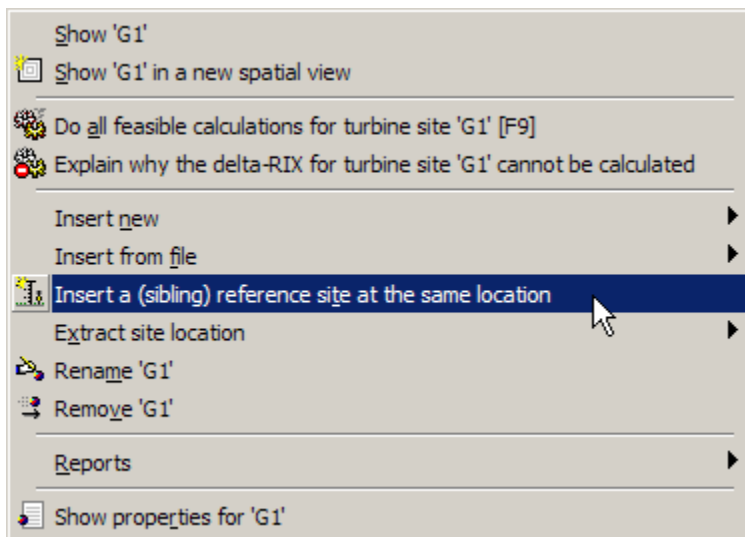 Show 'G1'
Show 'G1' in a new spatial view
Do all feasible calculations for turbine site 'G1' [F9]
Explain why the delta-RIX for turbine site 'G1' cannot be calculated
Insert new
Insert from file
Insert a (sibling) reference site at the same location
Extract site location
Rename 'G1'
Remove 'G1'
Reports
Show properties for 'G1'